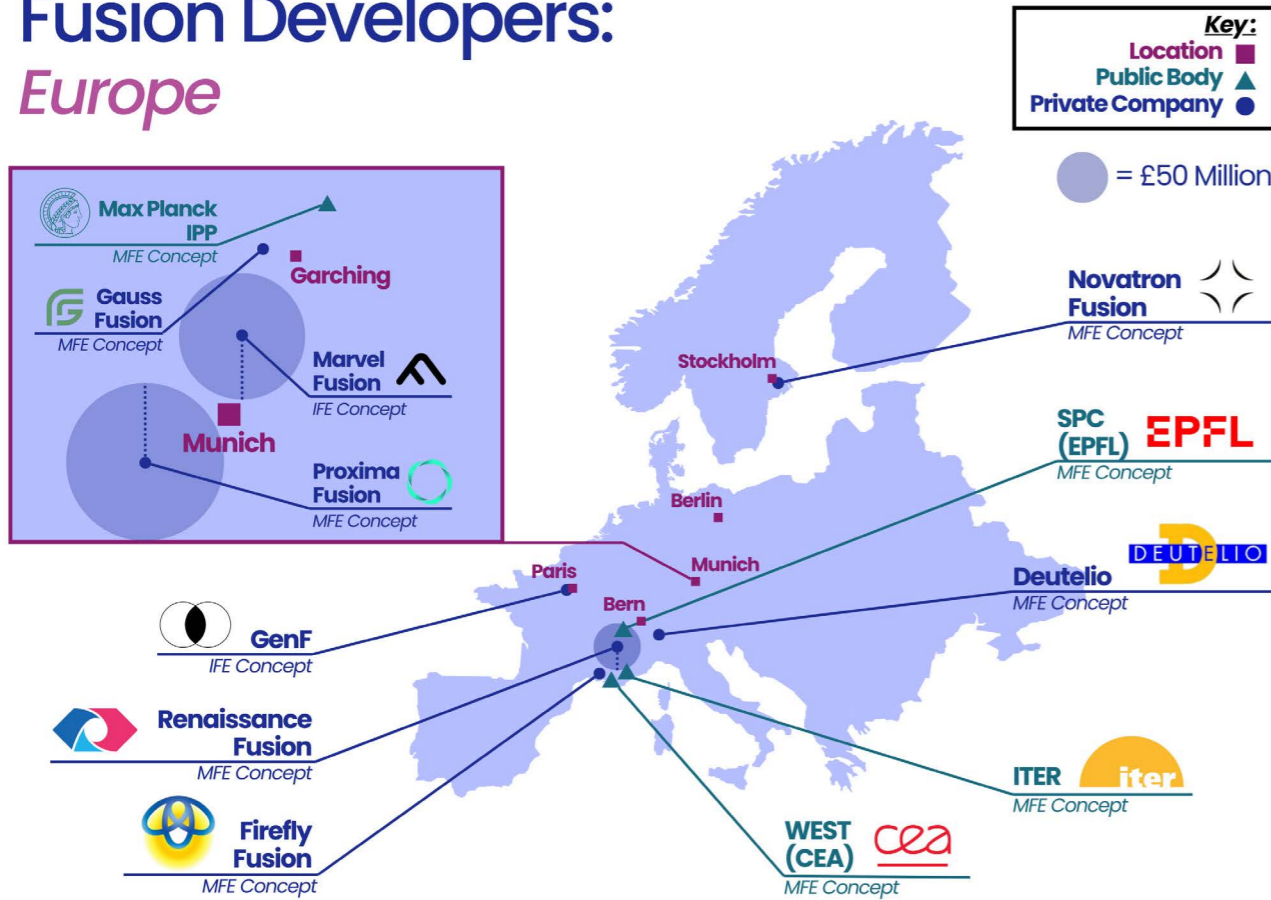 Fusion Developers:
Europe
Key:
Location
Public Body
Private Company
= £50 Million
Max Planck
IPP
MFE Concept
Garching
Gauss
Fusion
MFE Concept
Marvel
Fusion
IFE Concept
Munich
Proxima
Fusion
MFE Concept
Novatron
Fusion
MFE Concept
Stockholm
SPC
(EPFL)
EPFL
MFE Concept
Berlin
Munich
Paris
Bern
DEUTELIO
Deutelio
MFE Concept
GenF
IFE Concept
Renaissance
Fusion
MFE Concept
ITER
iter
MFE Concept
Firefly
Fusion
MFE Concept
WEST
(CEA)
cea
MFE Concept